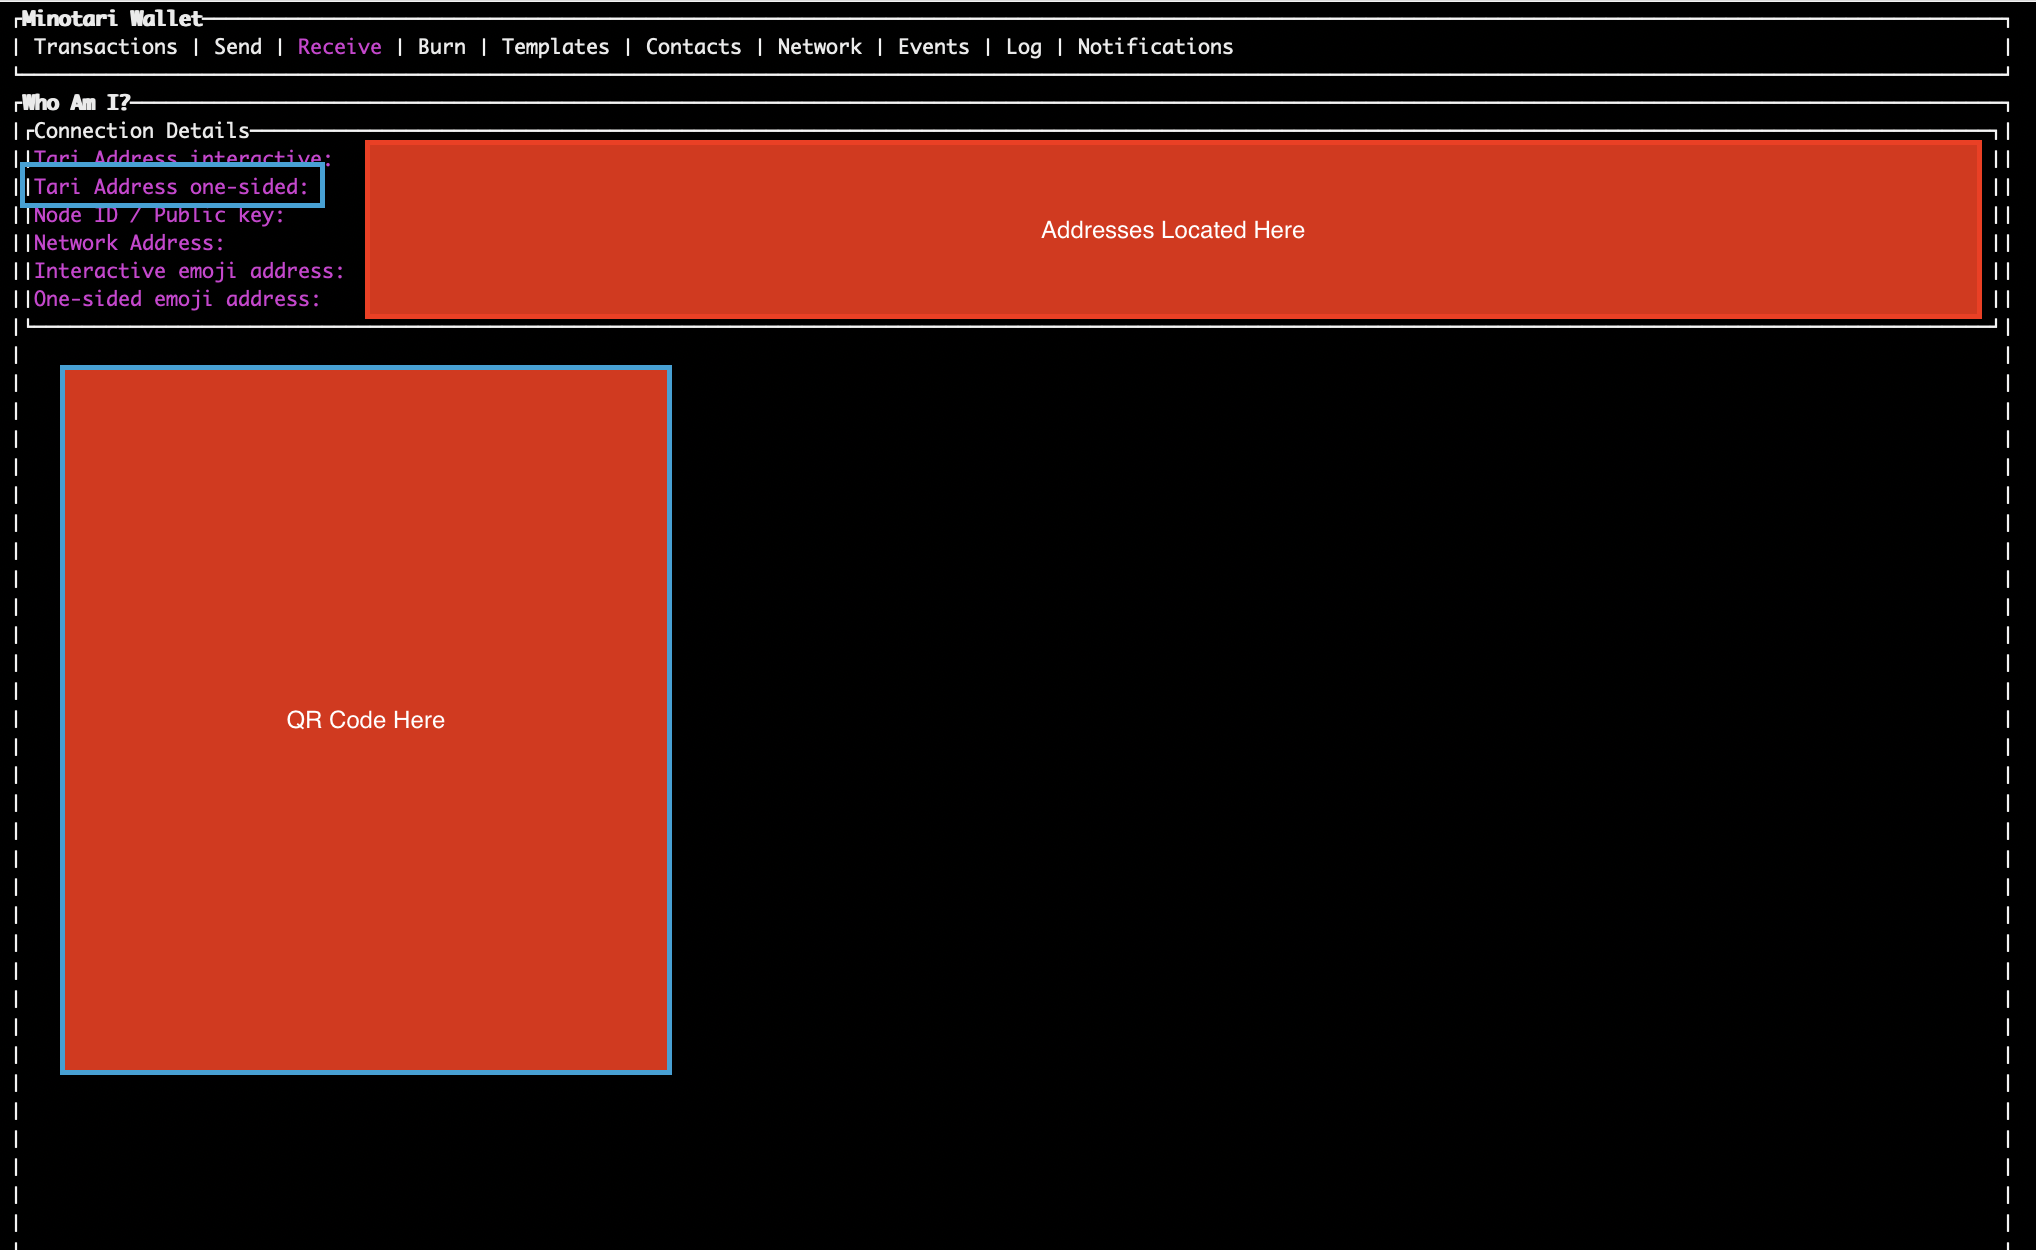 Minotari Wallet
Transactions | Send | Receive | Burn | Templates | Contacts | Network | Events | Log | Notifications
Who Am I?
Connection Details
Tari Address interactive:
Tari Address one-sided:
Node ID / Public key:
Network Address:
Interactive emoji address:
One-sided emoji address:
Addresses Located Here
QR Code Here